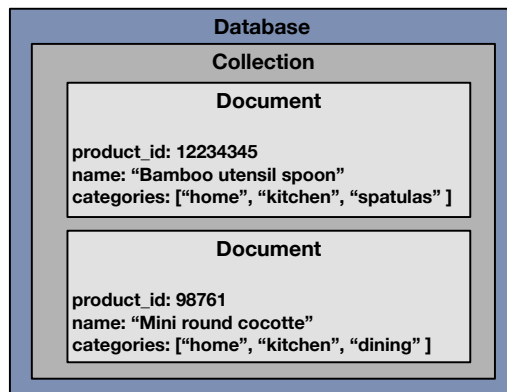 Database
Collection
Document
product_id: 12234345
name: “Bamboo utensil spoon”
categories: [“home”, “kitchen”, “spatulas” ]
Document
product_id: 98761
name: “Mini round cocotte”
categories: [“home”, “kitchen”, “dining” ]